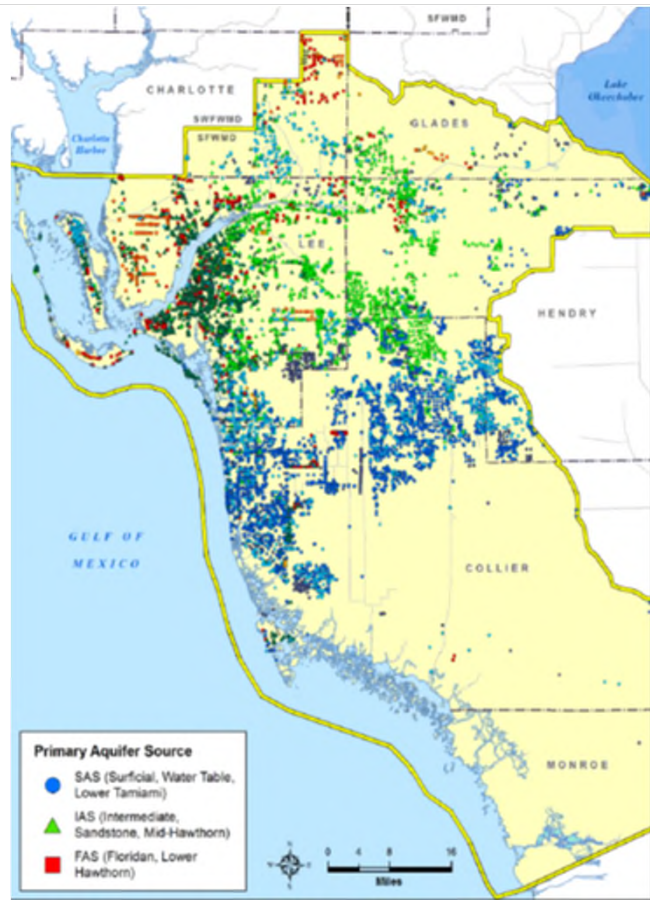 SFWMD
CHARLOTTE
Lake
Okeechobee
SWFWMD
SFWMD
GLADES
Charlotte
Harbor
LEE
HENDRY
GULF OF
MEXICO
COLLIER
MONROE
Primary Aquifer Source
SAS (Surficial, Water Table,
Lower Tamiami)
IAS (Intermediate,
Sandstone, Mid-Hawthorn)
FAS (Floridan, Lower
Hawthorn)
N
W E
S
0 4 8 16
Miles